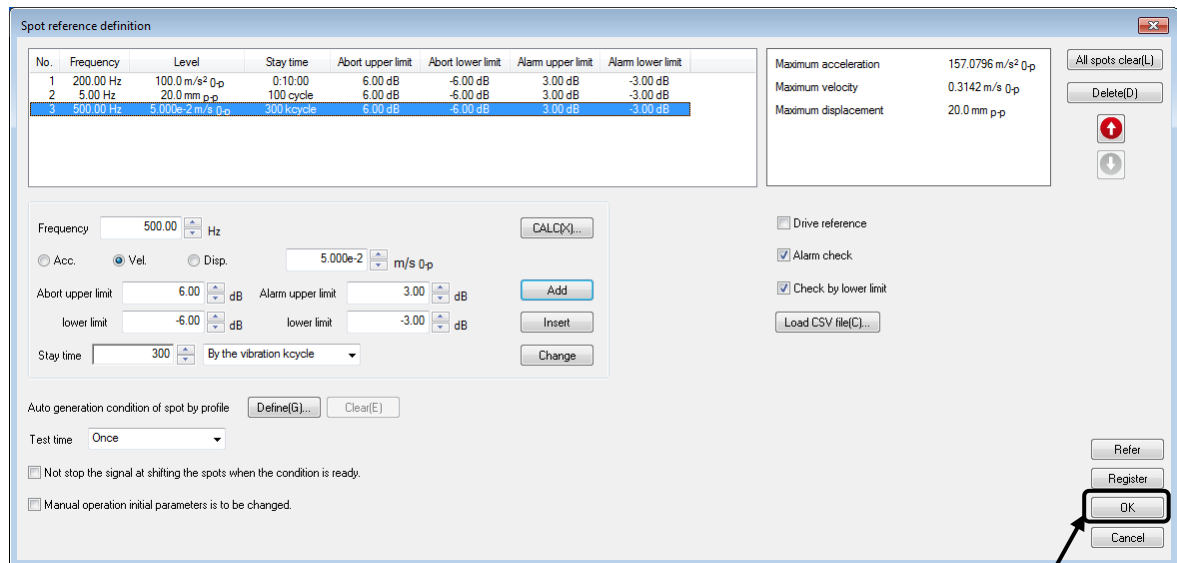 Spot reference definition
No. Frequency Level Stay time Abort upper limit Abort lower limit Alarm upper limit Alarm lower limit
1 200.00 Hz 100.0 m/s² 0-p 0:10:00 6.00 dB -6.00 dB 3.00 dB -3.00 dB
2 5.00 Hz 20.0 mm p-p 100 cycle 6.00 dB -6.00 dB 3.00 dB -3.00 dB
3 500.00 Hz 5.000e-2 m/s 0-p 300 kcycle 6.00 dB -6.00 dB 3.00 dB -3.00 dB
Maximum acceleration 157.0796 m/s² 0-p
Maximum velocity 0.3142 m/s 0-p
Maximum displacement 20.0 mm p-p
All spots clear(L)
Delete(D)
Frequency 500.00 Hz CALC(X)...
Acc. Vel. Disp. 5.000e-2 m/s 0-p
Abort upper limit 6.00 dB Alarm upper limit 3.00 dB Add
lower limit -6.00 dB lower limit -3.00 dB Insert
Stay time 300 By the vibration kcycle Change
Drive reference
Alarm check
Check by lower limit
Load CSV file(C)...
Auto generation condition of spot by profile Define(G)... Clear(E)
Test time Once
Not stop the signal at shifting the spots when the condition is ready.
Manual operation initial parameters is to be changed.
Refer
Register
OK
Cancel